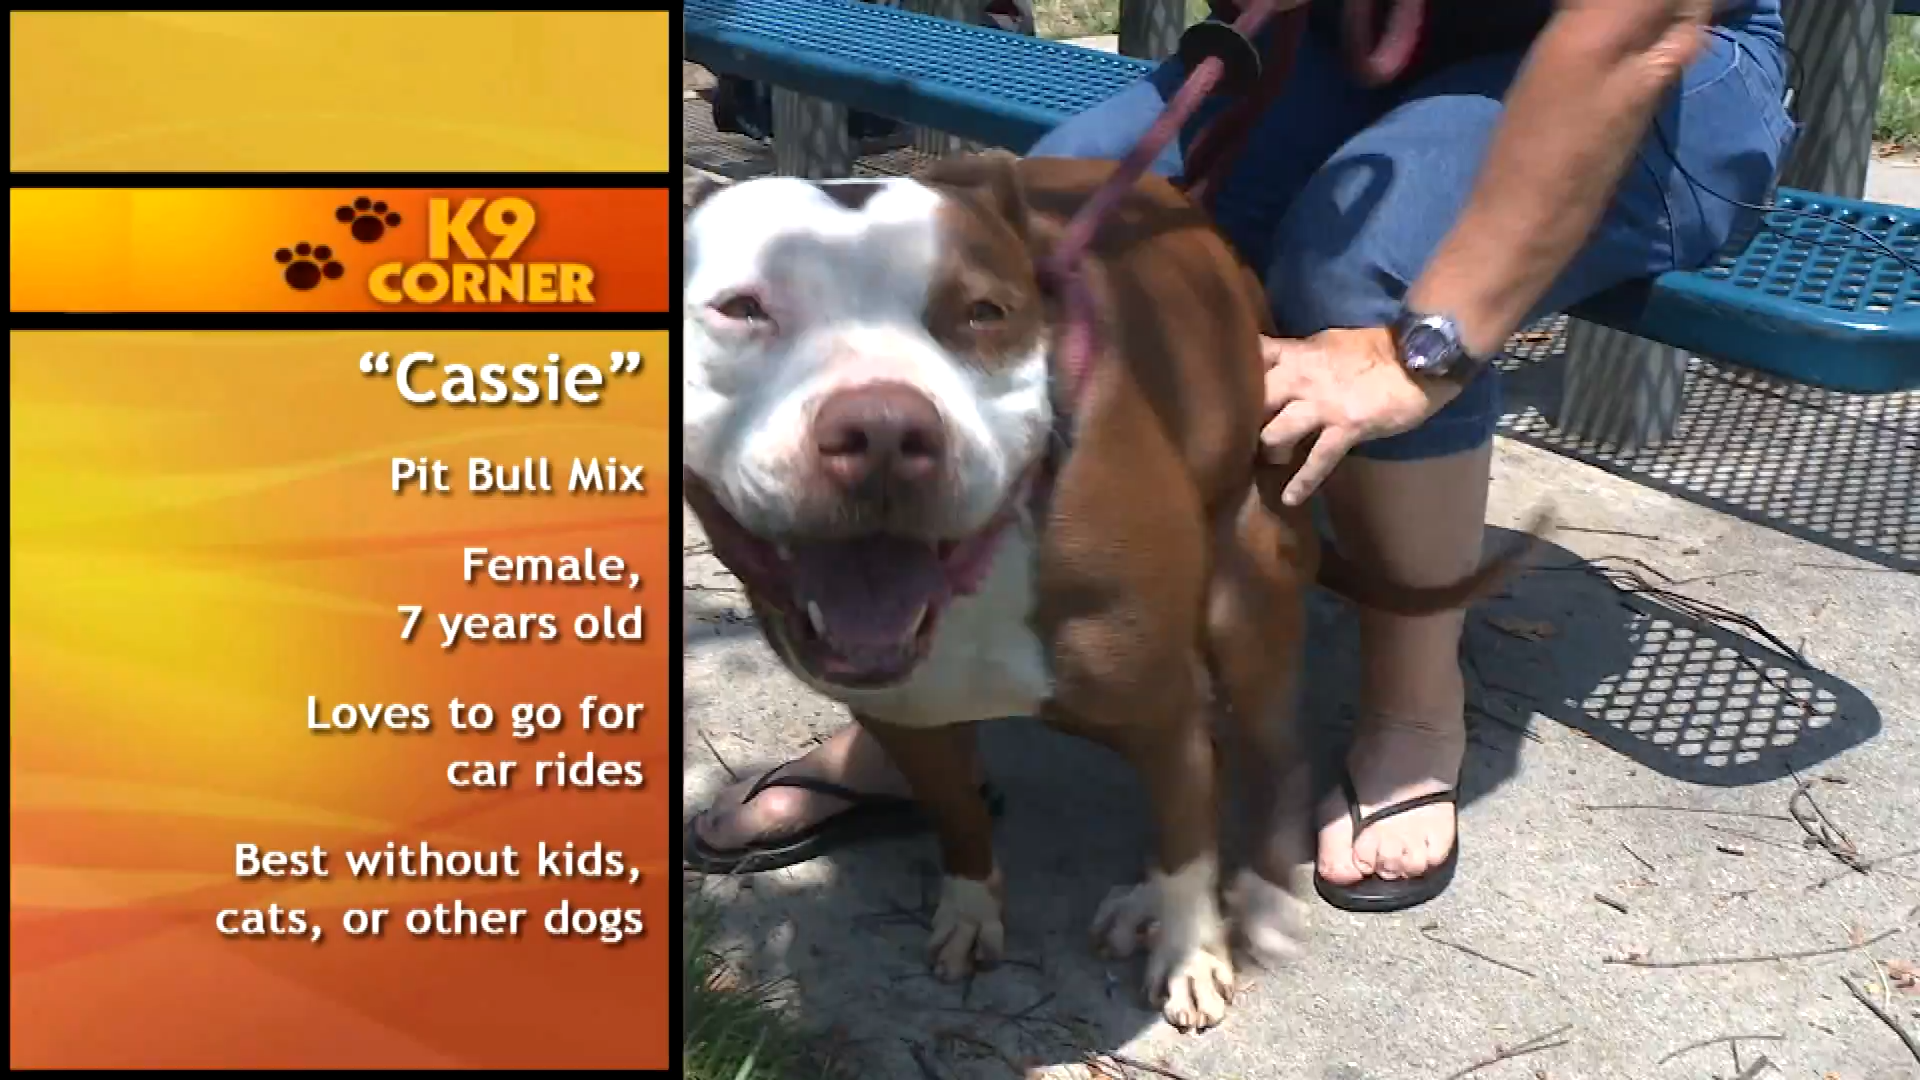 K9
CORNER
“Cassie”
Pit Bull Mix
Female,
7 years old
Loves to go for
car rides
Best without kids,
cats, or other dogs